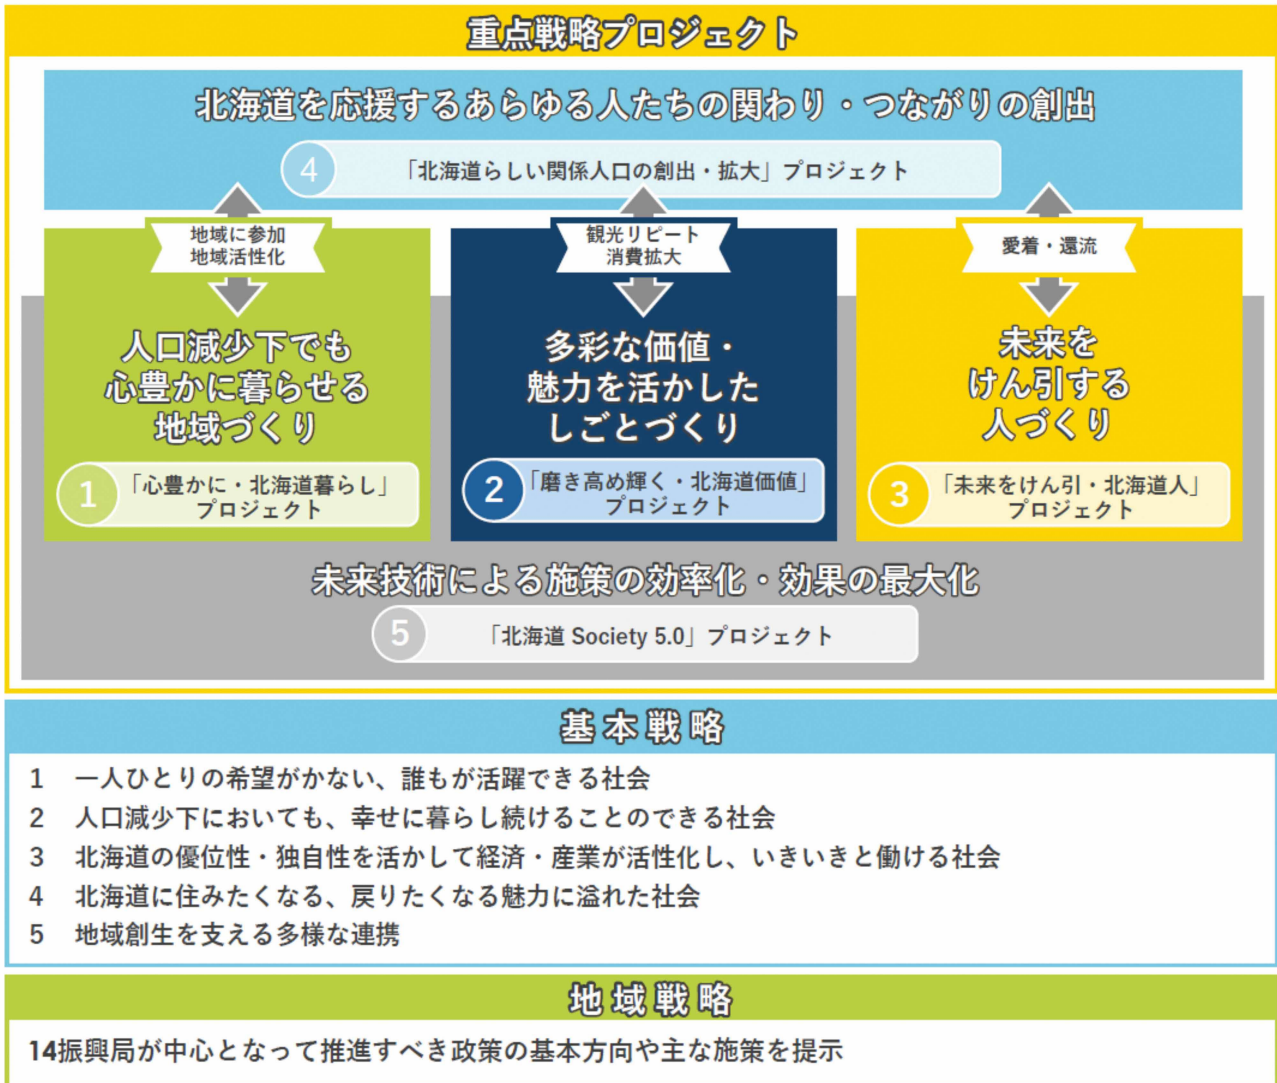 重点戦略プロジェクト
北海道を応援するあらゆる人たちの関わり・つながりの創出
4 「北海道らしい関係人口の創出・拡大」プロジェクト
地域に参加
地域活性化
観光リピート
消費拡大
愛着・還流
人口減少下でも
心豊かに暮らせる
地域づくり
1 「心豊かに・北海道暮らし」
プロジェクト
多彩な価値・
魅力を活かした
しごとづくり
2 「磨き高め輝く・北海道価値」
プロジェクト
未来を
けん引する
人づくり
3 「未来をけん引・北海道人」
プロジェクト
未来技術による施策の効率化・効果の最大化
5 「北海道 Society 5.0」プロジェクト
基本戦略
1 一人ひとりの希望がかない、誰もが活躍できる社会
2 人口減少下においても、幸せに暮らし続けることのできる社会
3 北海道の優位性・独自性を活かして経済・産業が活性化し、いきいきと働ける社会
4 北海道に住みたくなる、戻りたくなる魅力に溢れた社会
5 地域創生を支える多様な連携
地域戦略
14振興局が中心となって推進すべき政策の基本方向や主な施策を提示